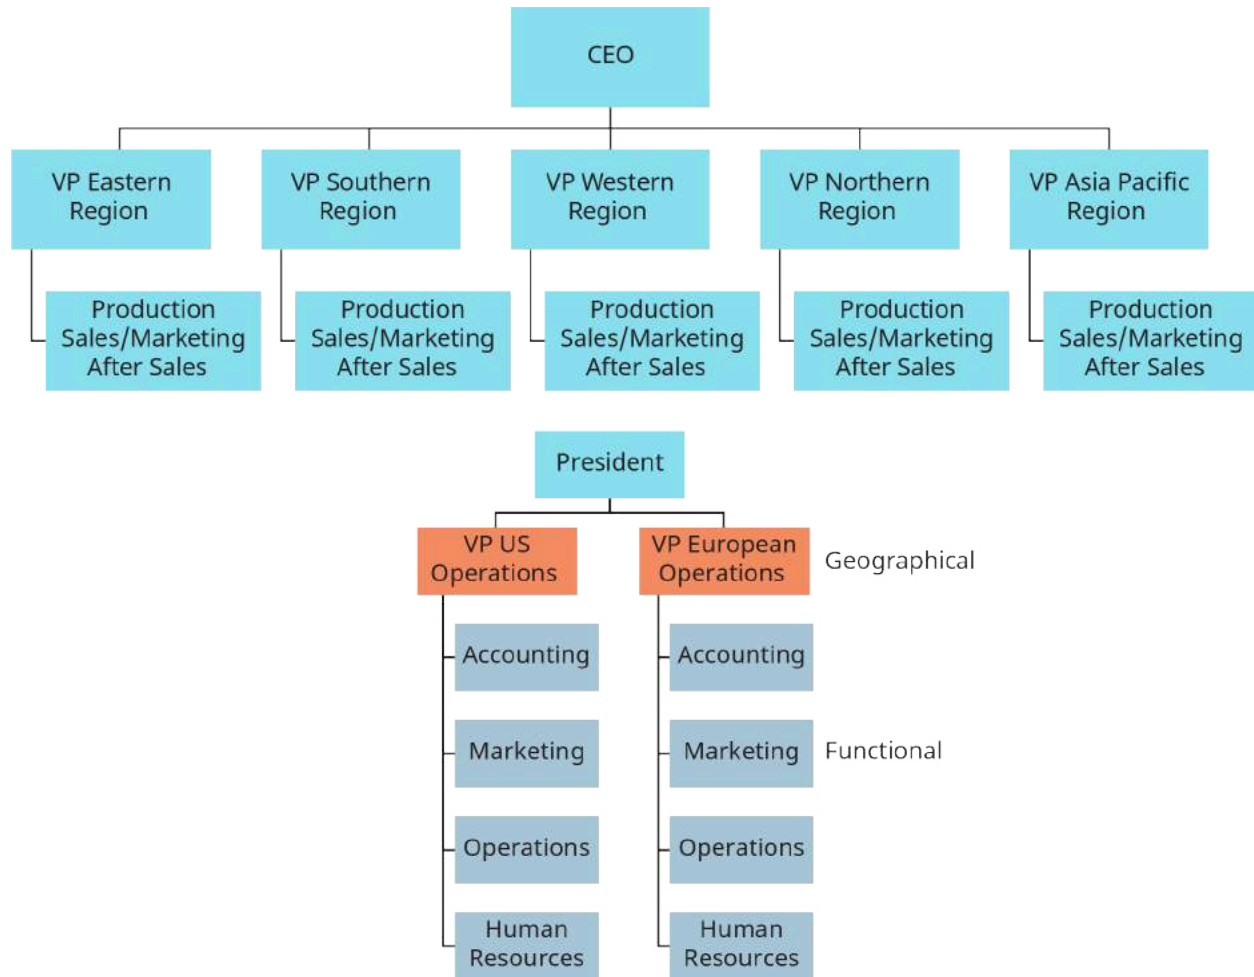 CEO
VP Eastern
Region
VP Southern
Region
VP Western
Region
VP Northern
Region
VP Asia Pacific
Region
Production
Sales/Marketing
After Sales
Production
Sales/Marketing
After Sales
Production
Sales/Marketing
After Sales
Production
Sales/Marketing
After Sales
Production
Sales/Marketing
After Sales
President
VP US
Operations
VP European
Operations
Geographical
Accounting
Accounting
Marketing
Marketing
Functional
Operations
Operations
Human
Resources
Human
Resources